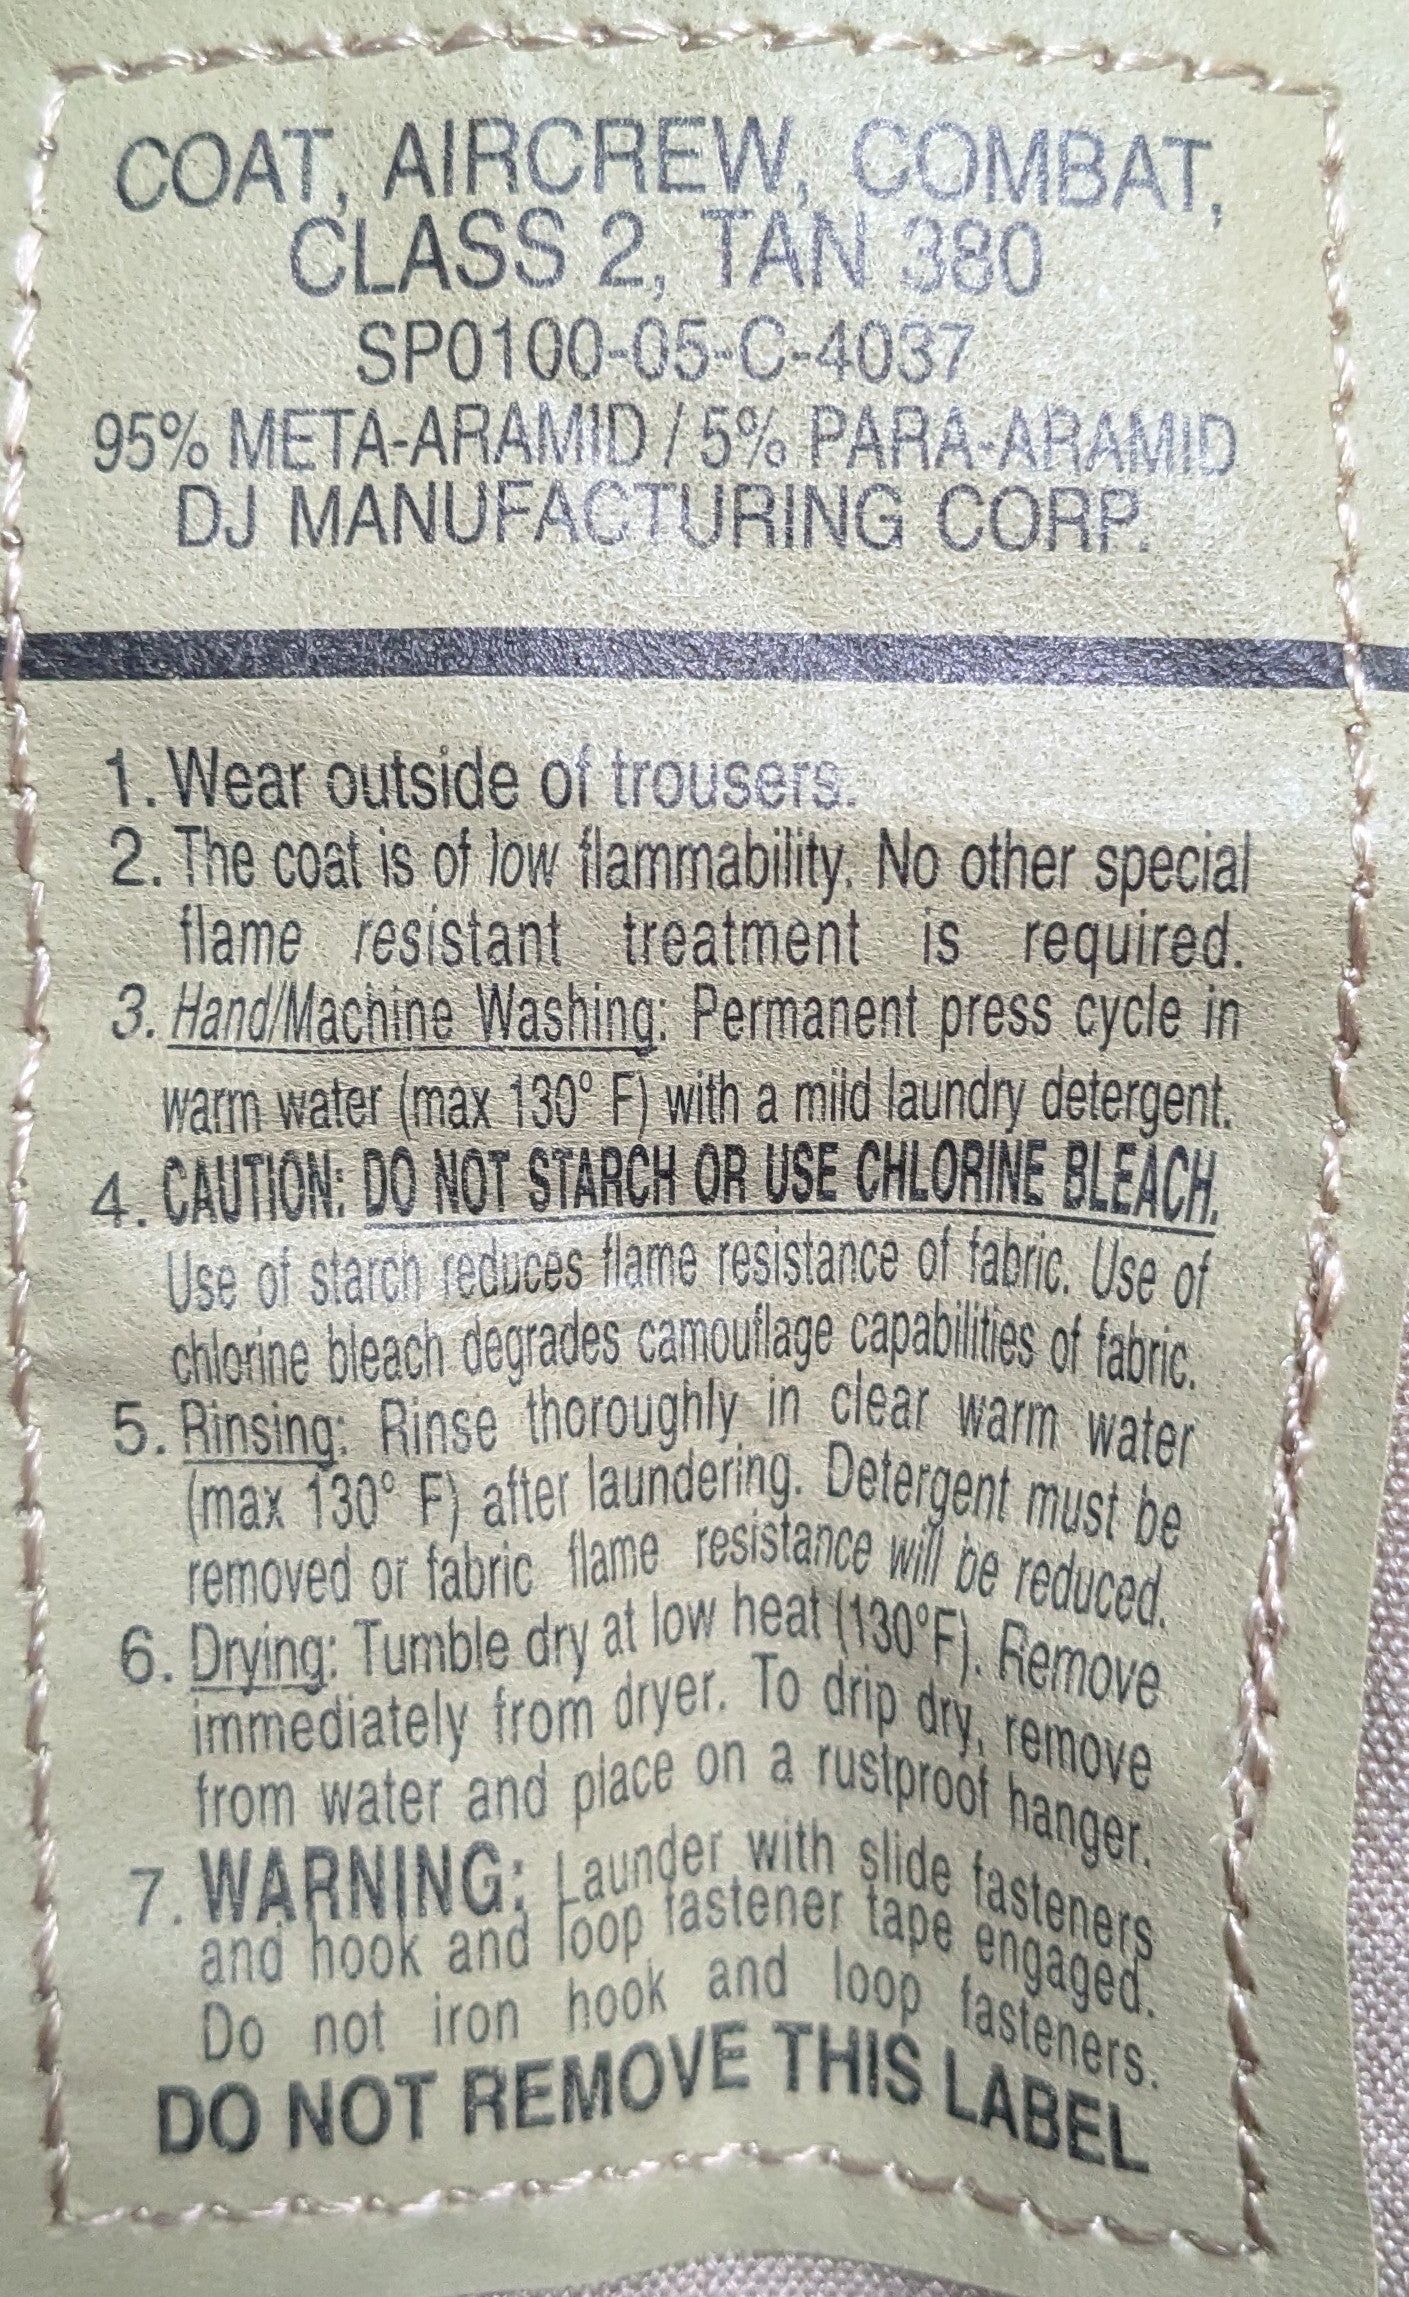 COAT, AIRCREW, COMBAT,
CLASS 2, TAN 380
SP0100-05-C-4037
95% META-ARAMID / 5% PARA-ARAMID
DJ MANUFACTURING CORP.
1. Wear outside of trousers.
2. The coat is of low flammability. No other special
flame resistant treatment is required.
3. Hand/Machine Washing: Permanent press cycle in
warm water (max 130° F) with a mild laundry detergent.
4. CAUTION: DO NOT STARCH OR USE CHLORINE BLEACH.
Use of starch reduces flame resistance of fabric. Use of
chlorine bleach degrades camouflage capabilities of fabric.
5. Rinsing: Rinse thoroughly in clear warm water
(max 130° F) after laundering. Detergent must be
removed or fabric flame resistance will be reduced.
6. Drying: Tumble dry at low heat (130°F). Remove
immediately from dryer. To drip dry, remove
from water and place on a rustproof hanger.
7. WARNING: Launder with slide fasteners
and hook and loop fastener tape engaged.
Do not iron hook and loop fasteners.
DO NOT REMOVE THIS LABEL